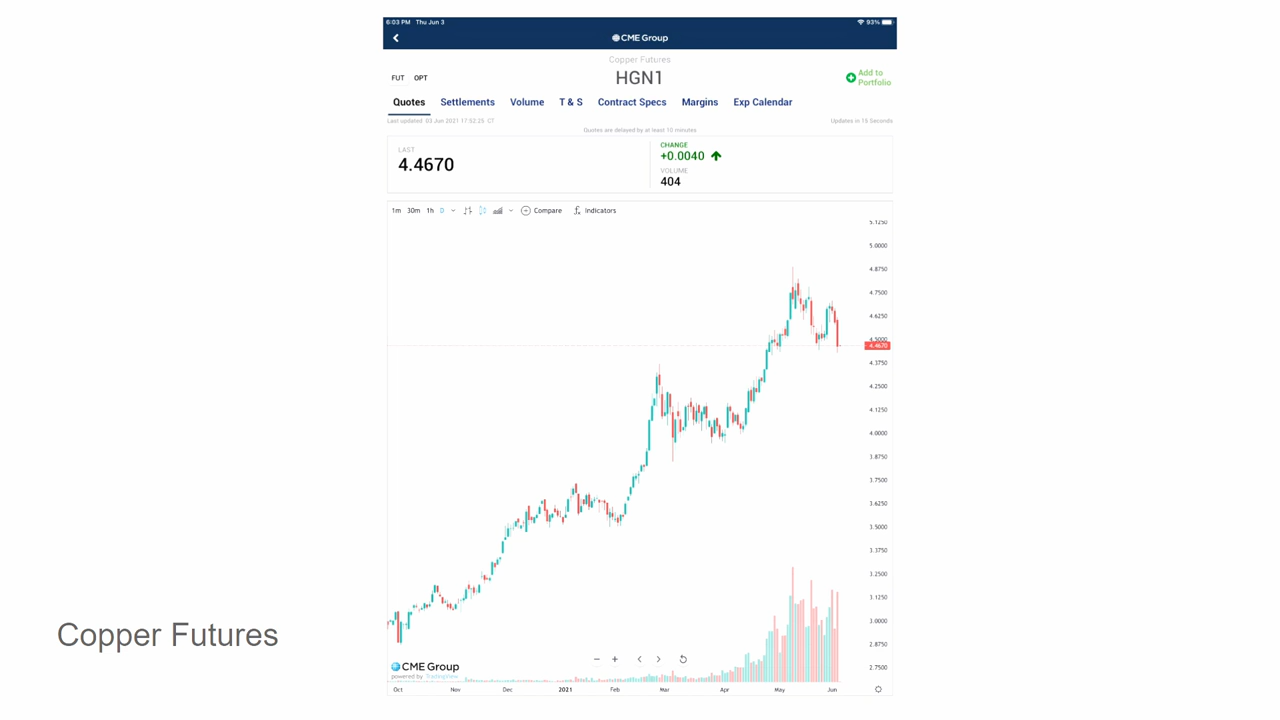 6:03 PM Thu Jun 3 93%
CME Group
Copper Futures
FUT OPT HGN1 Add to
Portfolio
Quotes Settlements Volume T & S Contract Specs Margins Exp Calendar
Last updated 03 Jun 2021 17:52:25 CT Updates in 15 Seconds
Quotes are delayed by at least 10 minutes
LAST
4.4670
CHANGE
+0.0040
VOLUME
404
1m 30m 1h D Compare Indicators
5.1250
5.0000
4.8750
4.7500
4.6250
4.5000
4.4670
4.3750
4.2500
4.1250
4.0000
3.8750
3.7500
3.6250
3.5000
3.3750
3.2500
3.1250
3.0000
2.8750
2.7500
Copper Futures
CME Group
powered by TradingView
Oct Nov Dec 2021 Feb Mar Apr May Jun